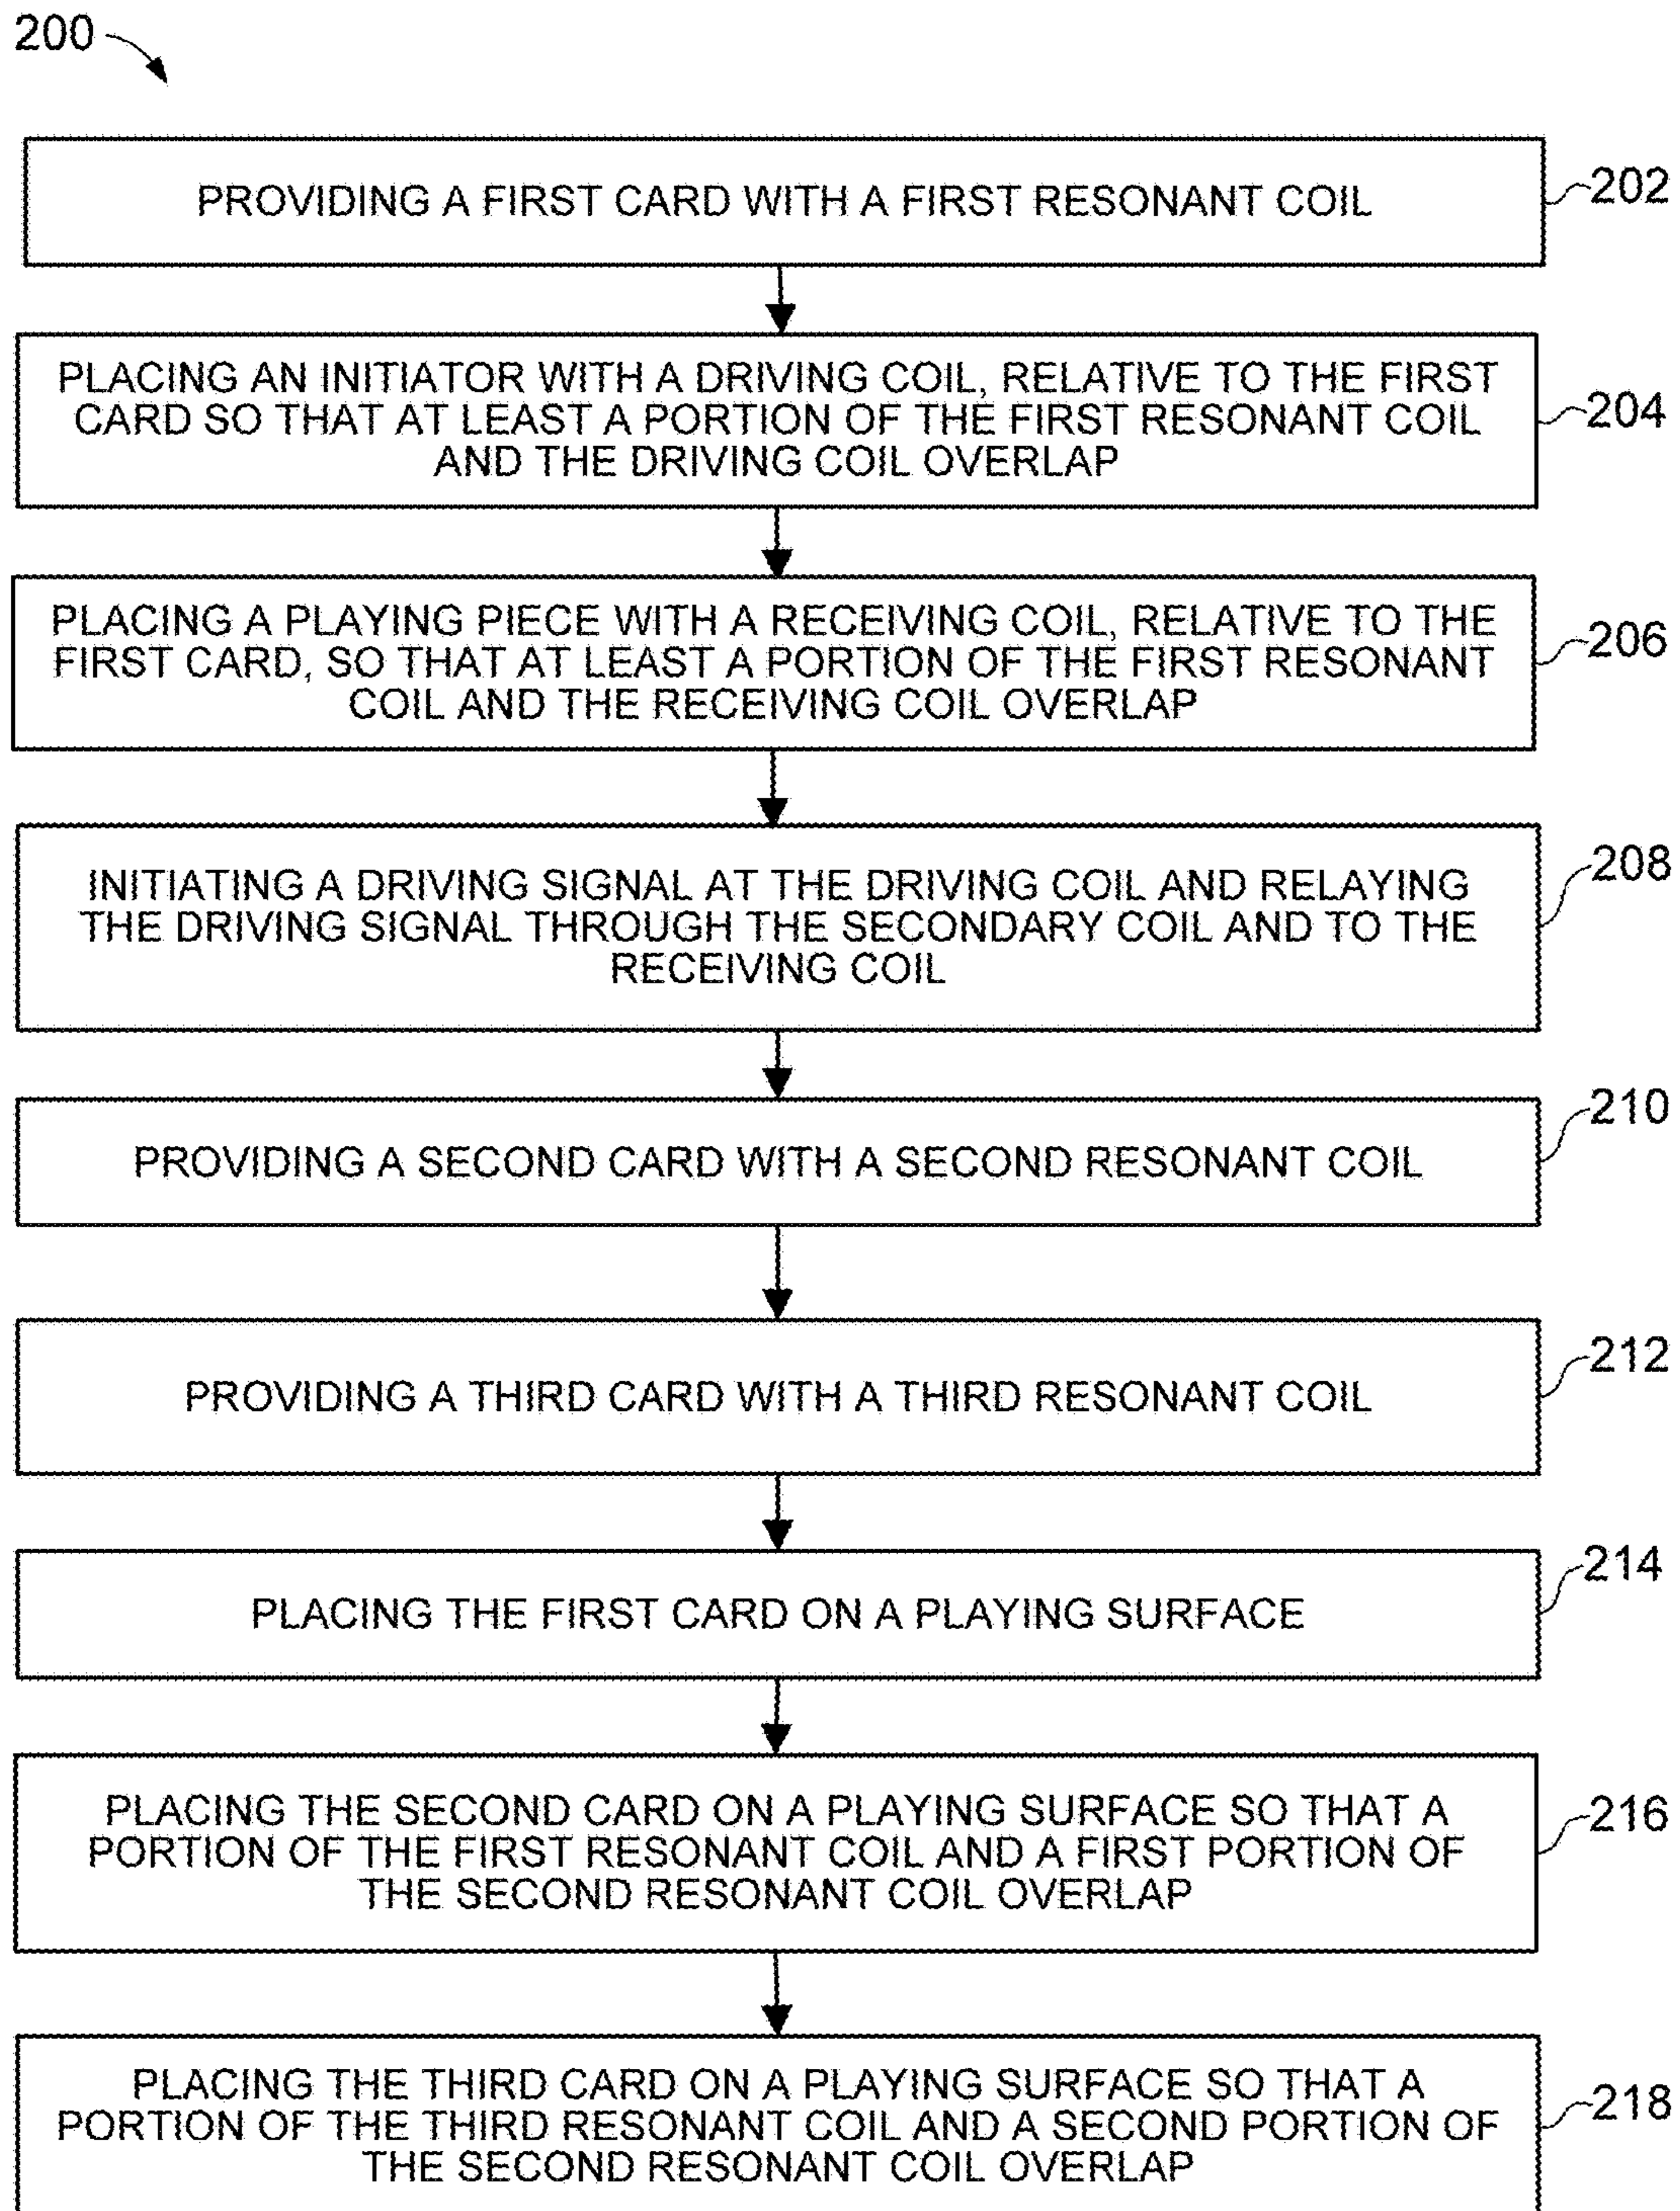 200
PROVIDING A FIRST CARD WITH A FIRST RESONANT COIL
202
PLACING AN INITIATOR WITH A DRIVING COIL, RELATIVE TO THE FIRST
CARD SO THAT AT LEAST A PORTION OF THE FIRST RESONANT COIL
AND THE DRIVING COIL OVERLAP
204
PLACING A PLAYING PIECE WITH A RECEIVING COIL, RELATIVE TO THE
FIRST CARD, SO THAT AT LEAST A PORTION OF THE FIRST RESONANT
COIL AND THE RECEIVING COIL OVERLAP
206
INITIATING A DRIVING SIGNAL AT THE DRIVING COIL AND RELAYING
THE DRIVING SIGNAL THROUGH THE SECONDARY COIL AND TO THE
RECEIVING COIL
208
PROVIDING A SECOND CARD WITH A SECOND RESONANT COIL
210
PROVIDING A THIRD CARD WITH A THIRD RESONANT COIL
212
PLACING THE FIRST CARD ON A PLAYING SURFACE
214
PLACING THE SECOND CARD ON A PLAYING SURFACE SO THAT A
PORTION OF THE FIRST RESONANT COIL AND A FIRST PORTION OF
THE SECOND RESONANT COIL OVERLAP
216
PLACING THE THIRD CARD ON A PLAYING SURFACE SO THAT A
PORTION OF THE THIRD RESONANT COIL AND A SECOND PORTION OF
THE SECOND RESONANT COIL OVERLAP
218